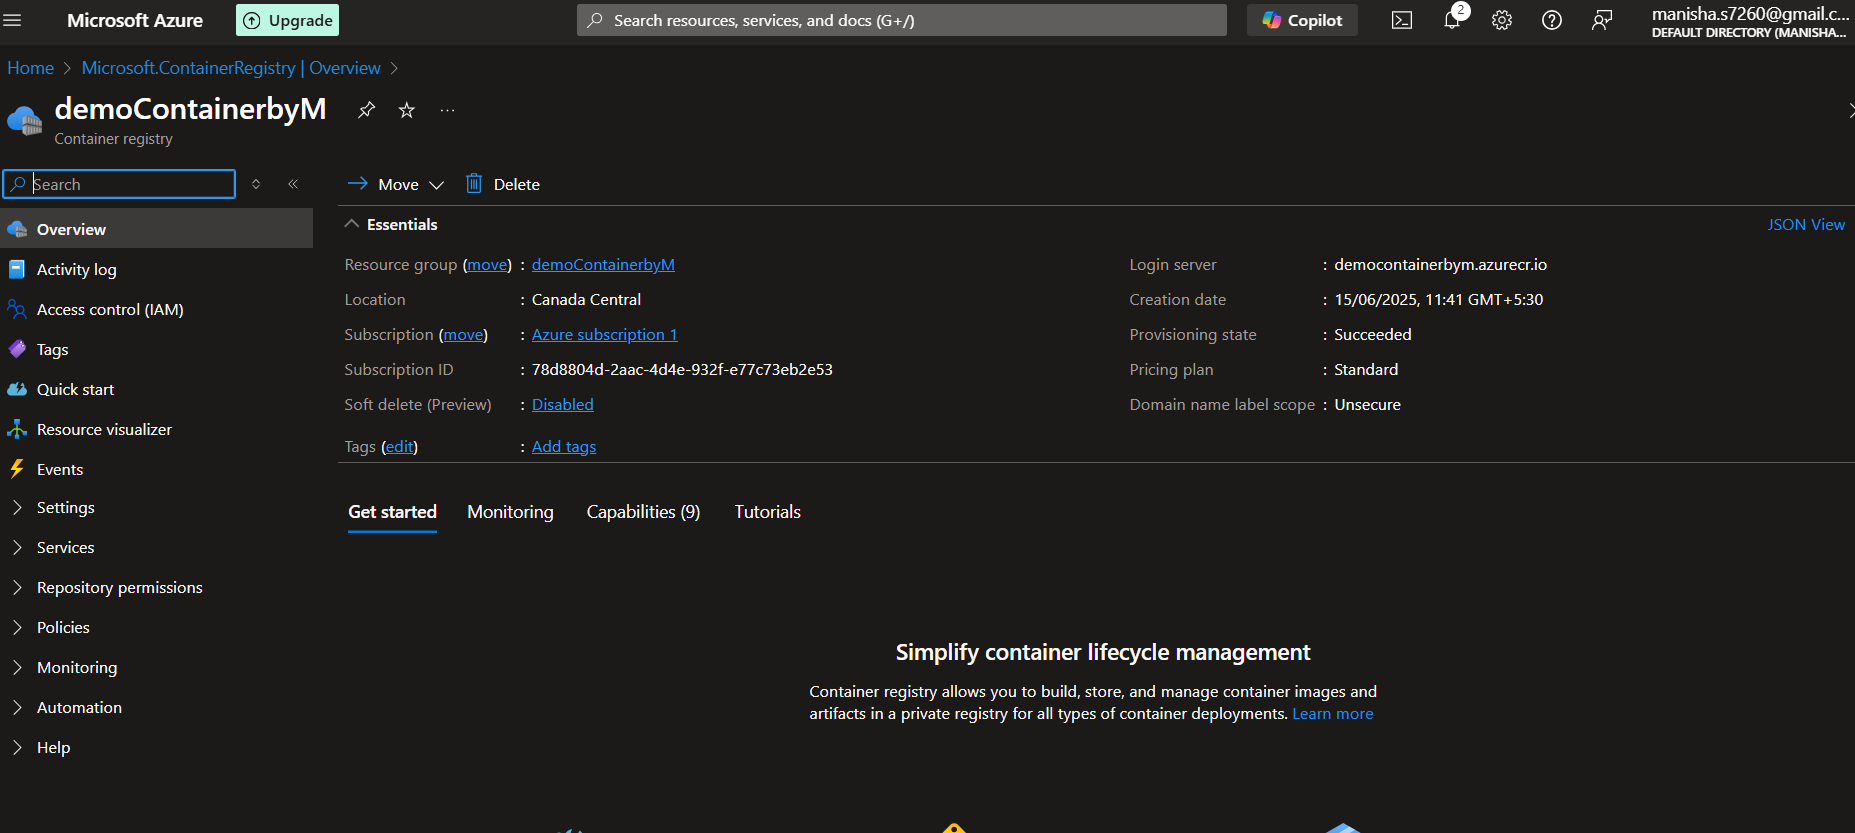 Microsoft Azure
Upgrade
Search resources, services, and docs (G+/)
Copilot
2
manisha.s7260@gmail.c...
DEFAULT DIRECTORY (MANISHA...
Home > Microsoft.ContainerRegistry | Overview >
demoContainerbyM
...
Container registry
Search
Move
Delete
Overview
Activity log
Access control (IAM)
Tags
Quick start
Resource visualizer
Events
Settings
Services
Repository permissions
Policies
Monitoring
Automation
Help
Essentials
JSON View
Resource group (move) : demoContainerbyM
Location : Canada Central
Subscription (move) : Azure subscription 1
Subscription ID : 78d8804d-2aac-4d4e-932f-e77c73eb2e53
Soft delete (Preview) : Disabled
Tags (edit) : Add tags
Login server : democontainerbym.azurecr.io
Creation date : 15/06/2025, 11:41 GMT+5:30
Provisioning state : Succeeded
Pricing plan : Standard
Domain name label scope : Unsecure
Get started
Monitoring
Capabilities (9)
Tutorials
Simplify container lifecycle management
Container registry allows you to build, store, and manage container images and
artifacts in a private registry for all types of container deployments. Learn more